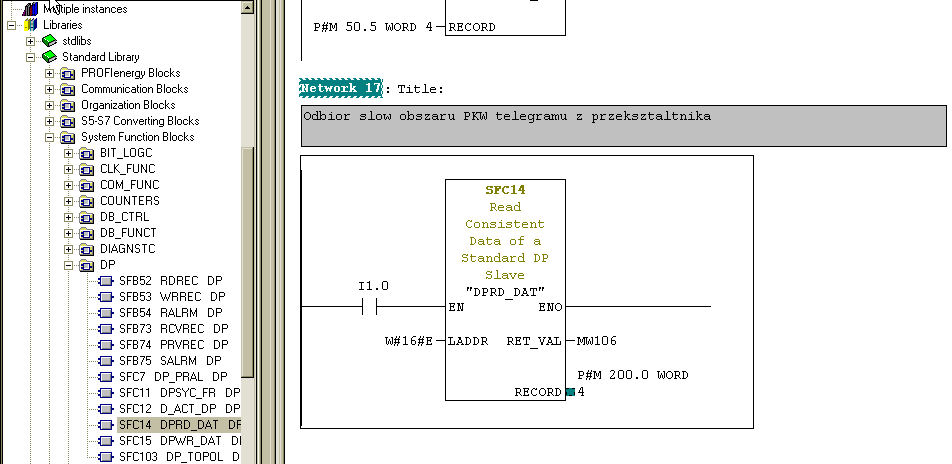 Multiple instances
Libraries
stdlibs
Standard Library
PROFIenergy Blocks
Communication Blocks
Organization Blocks
S5-S7 Converting Blocks
System Function Blocks
BIT_LOGC
CLK_FUNC
COM_FUNC
COUNTERS
DB_CTRL
DB_FUNCT
DIAGNSTC
DP
SFB52 RDREC DP
SFB53 WRREC DP
SFB54 RALRM DP
SFB73 RCVREC DP
SFB74 PRVREC DP
SFB75 SALRM DP
SFC7 DP_PRAL DP
SFC11 DPSYC_FR DP
SFC12 D_ACT_DP DP
SFC14 DPRD_DAT DP
SFC15 DPWR_DAT DP
SFC103 DP_TOPOL D
P#M 50.5 WORD 4 RECORD
Network 17 : Title:
Odbior slow obszaru PKW telegramu z przeksztaltnika
SFC14
Read
Consistent
Data of a
Standard DP
Slave
"DPRD_DAT"
I1.0
EN ENO
W#16#E LADDR RET_VAL MW106
P#M 200.0 WORD
RECORD 4